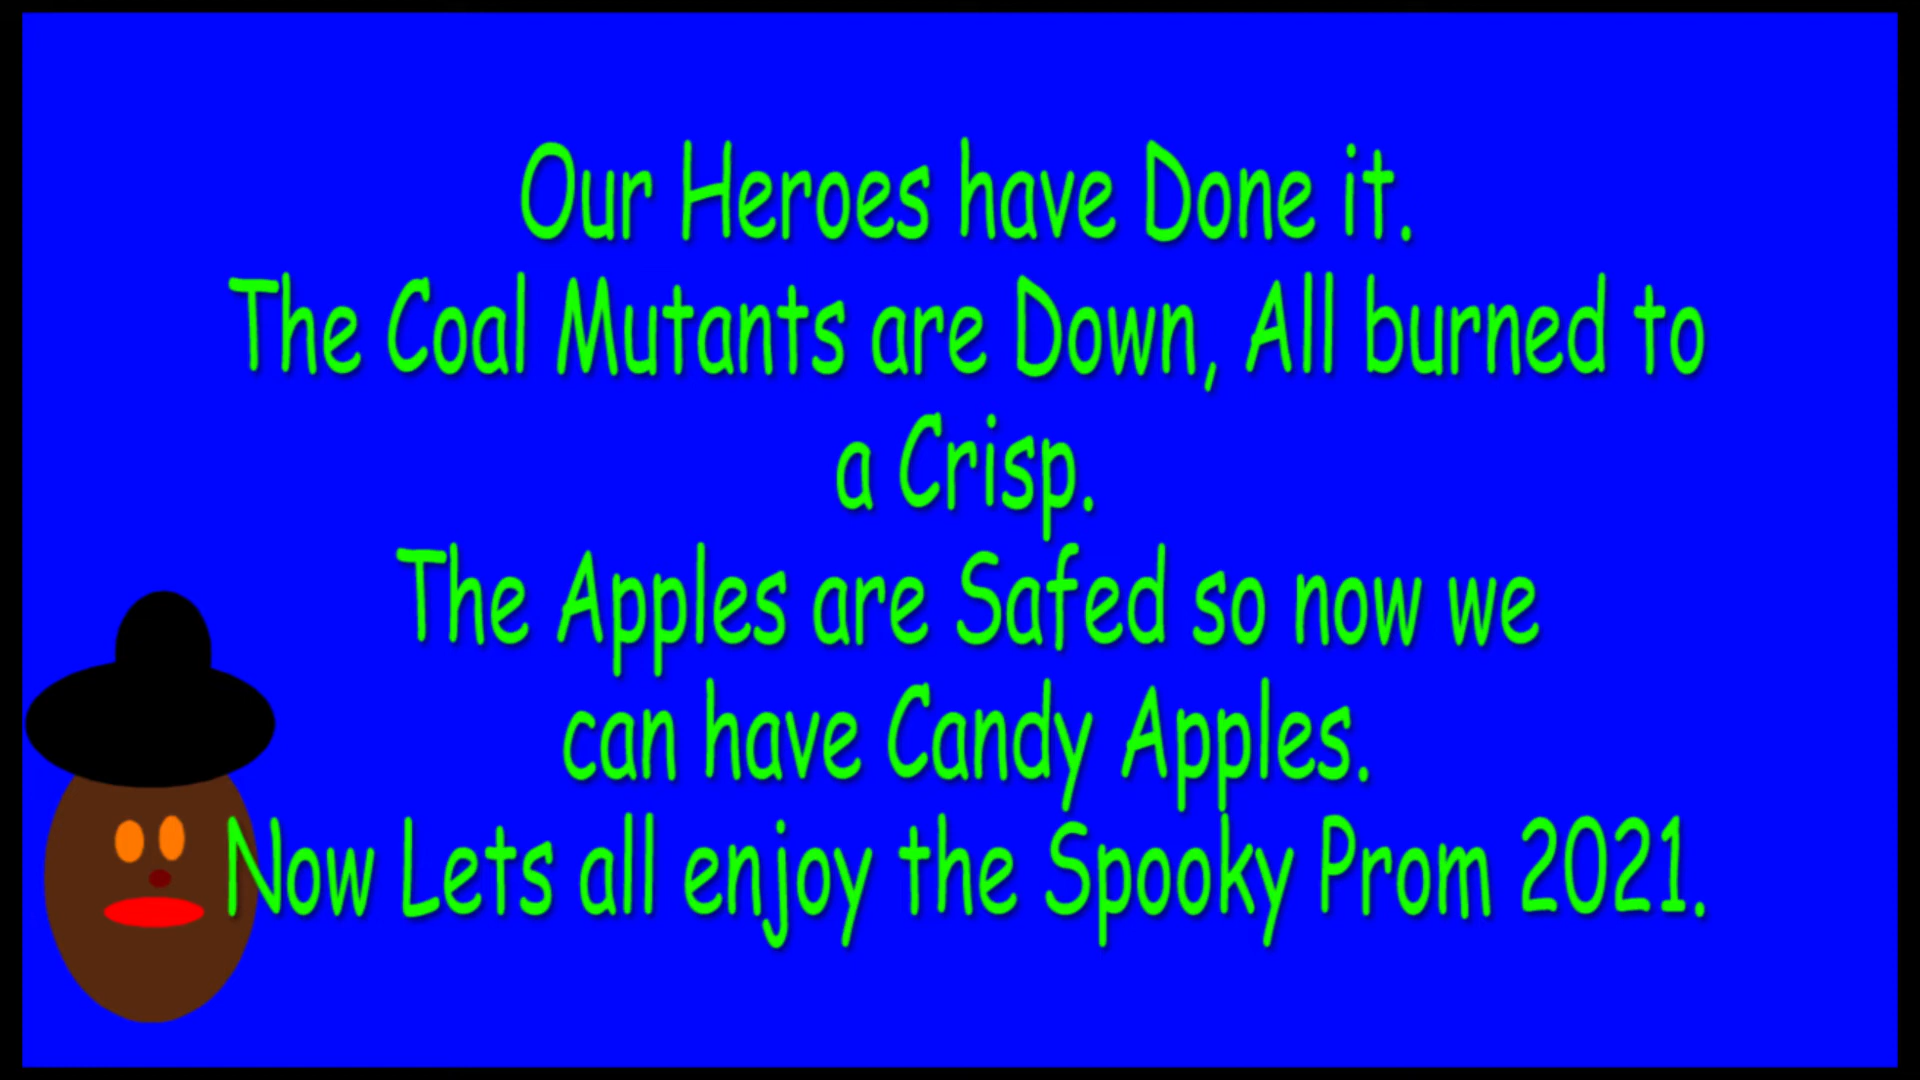 Our Heroes have Done it.
The Coal Mutants are Down, All burned to
a Crisp.
The Apples are Safed so now we
can have Candy Apples.
Now Lets all enjoy the Spooky Prom 2021.